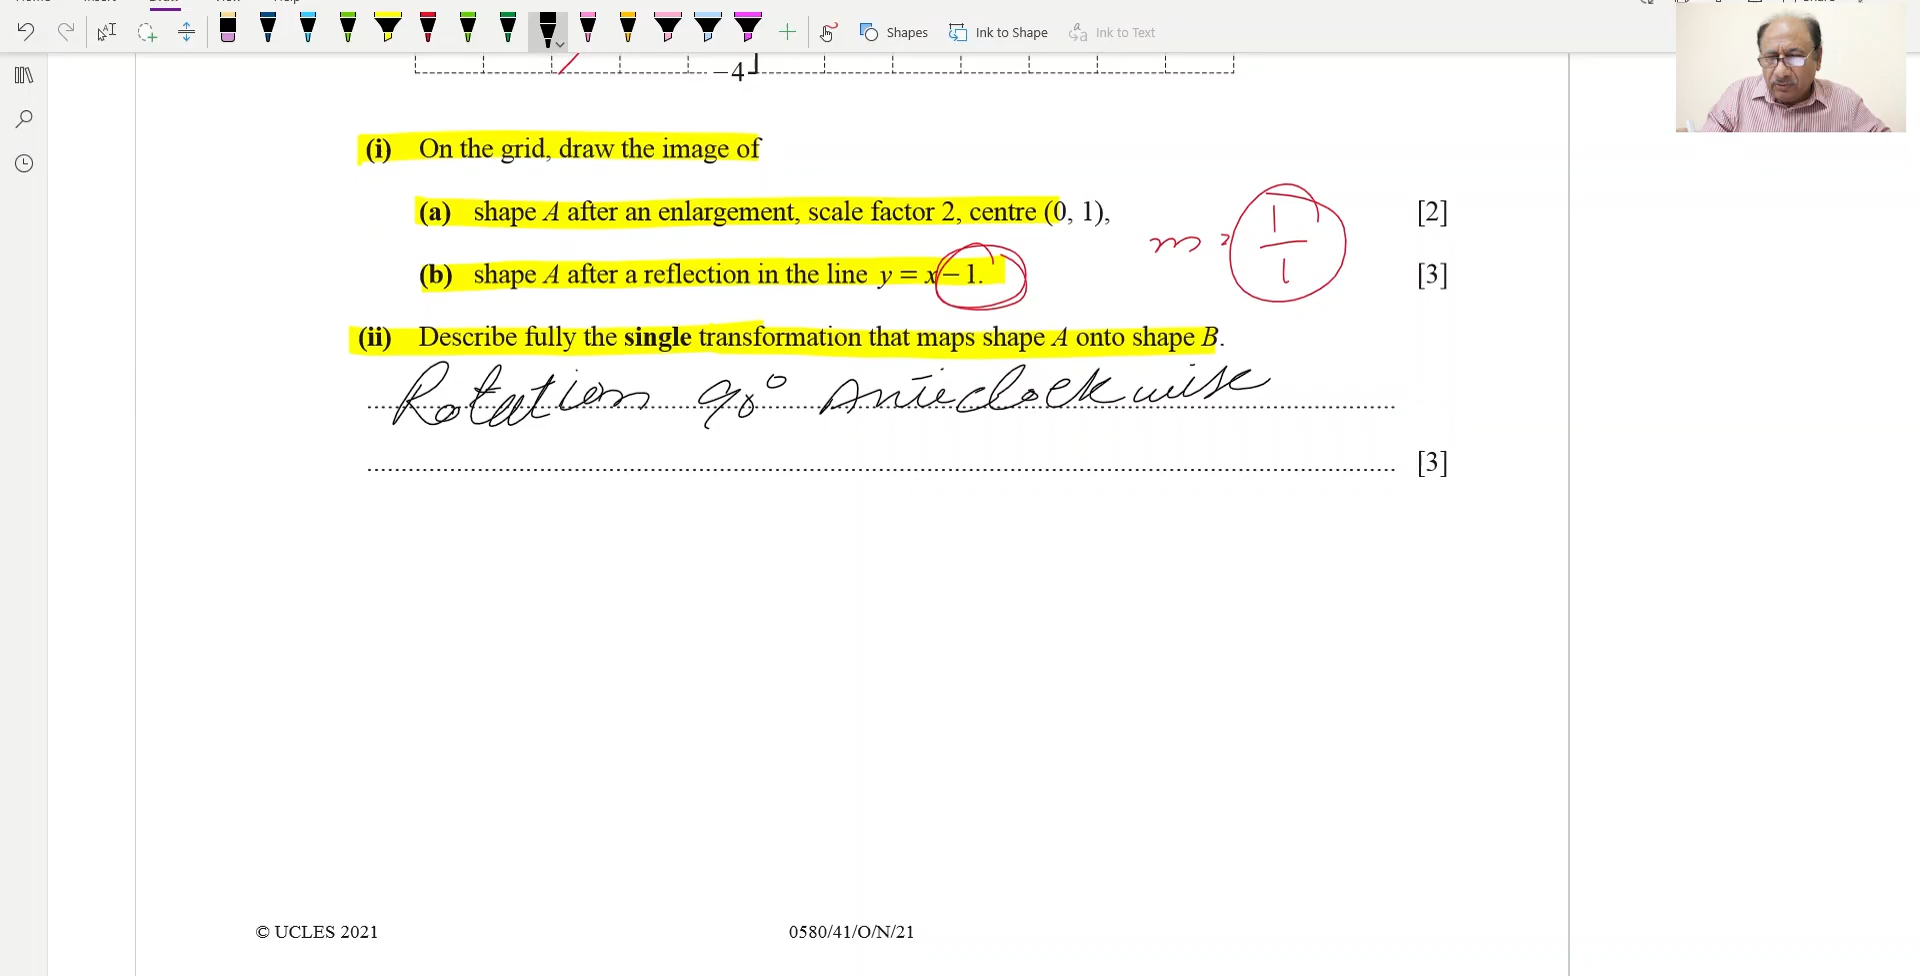 Shapes Ink to Shape Ink to Text
−4
(i) On the grid, draw the image of
(a) shape A after an enlargement, scale factor 2, centre (0, 1), [2]
m = 1/1
(b) shape A after a reflection in the line y = x − 1. [3]
(ii) Describe fully the single transformation that maps shape A onto shape B.
Rotation 90° Anticlockwise
[3]
© UCLES 2021 0580/41/O/N/21